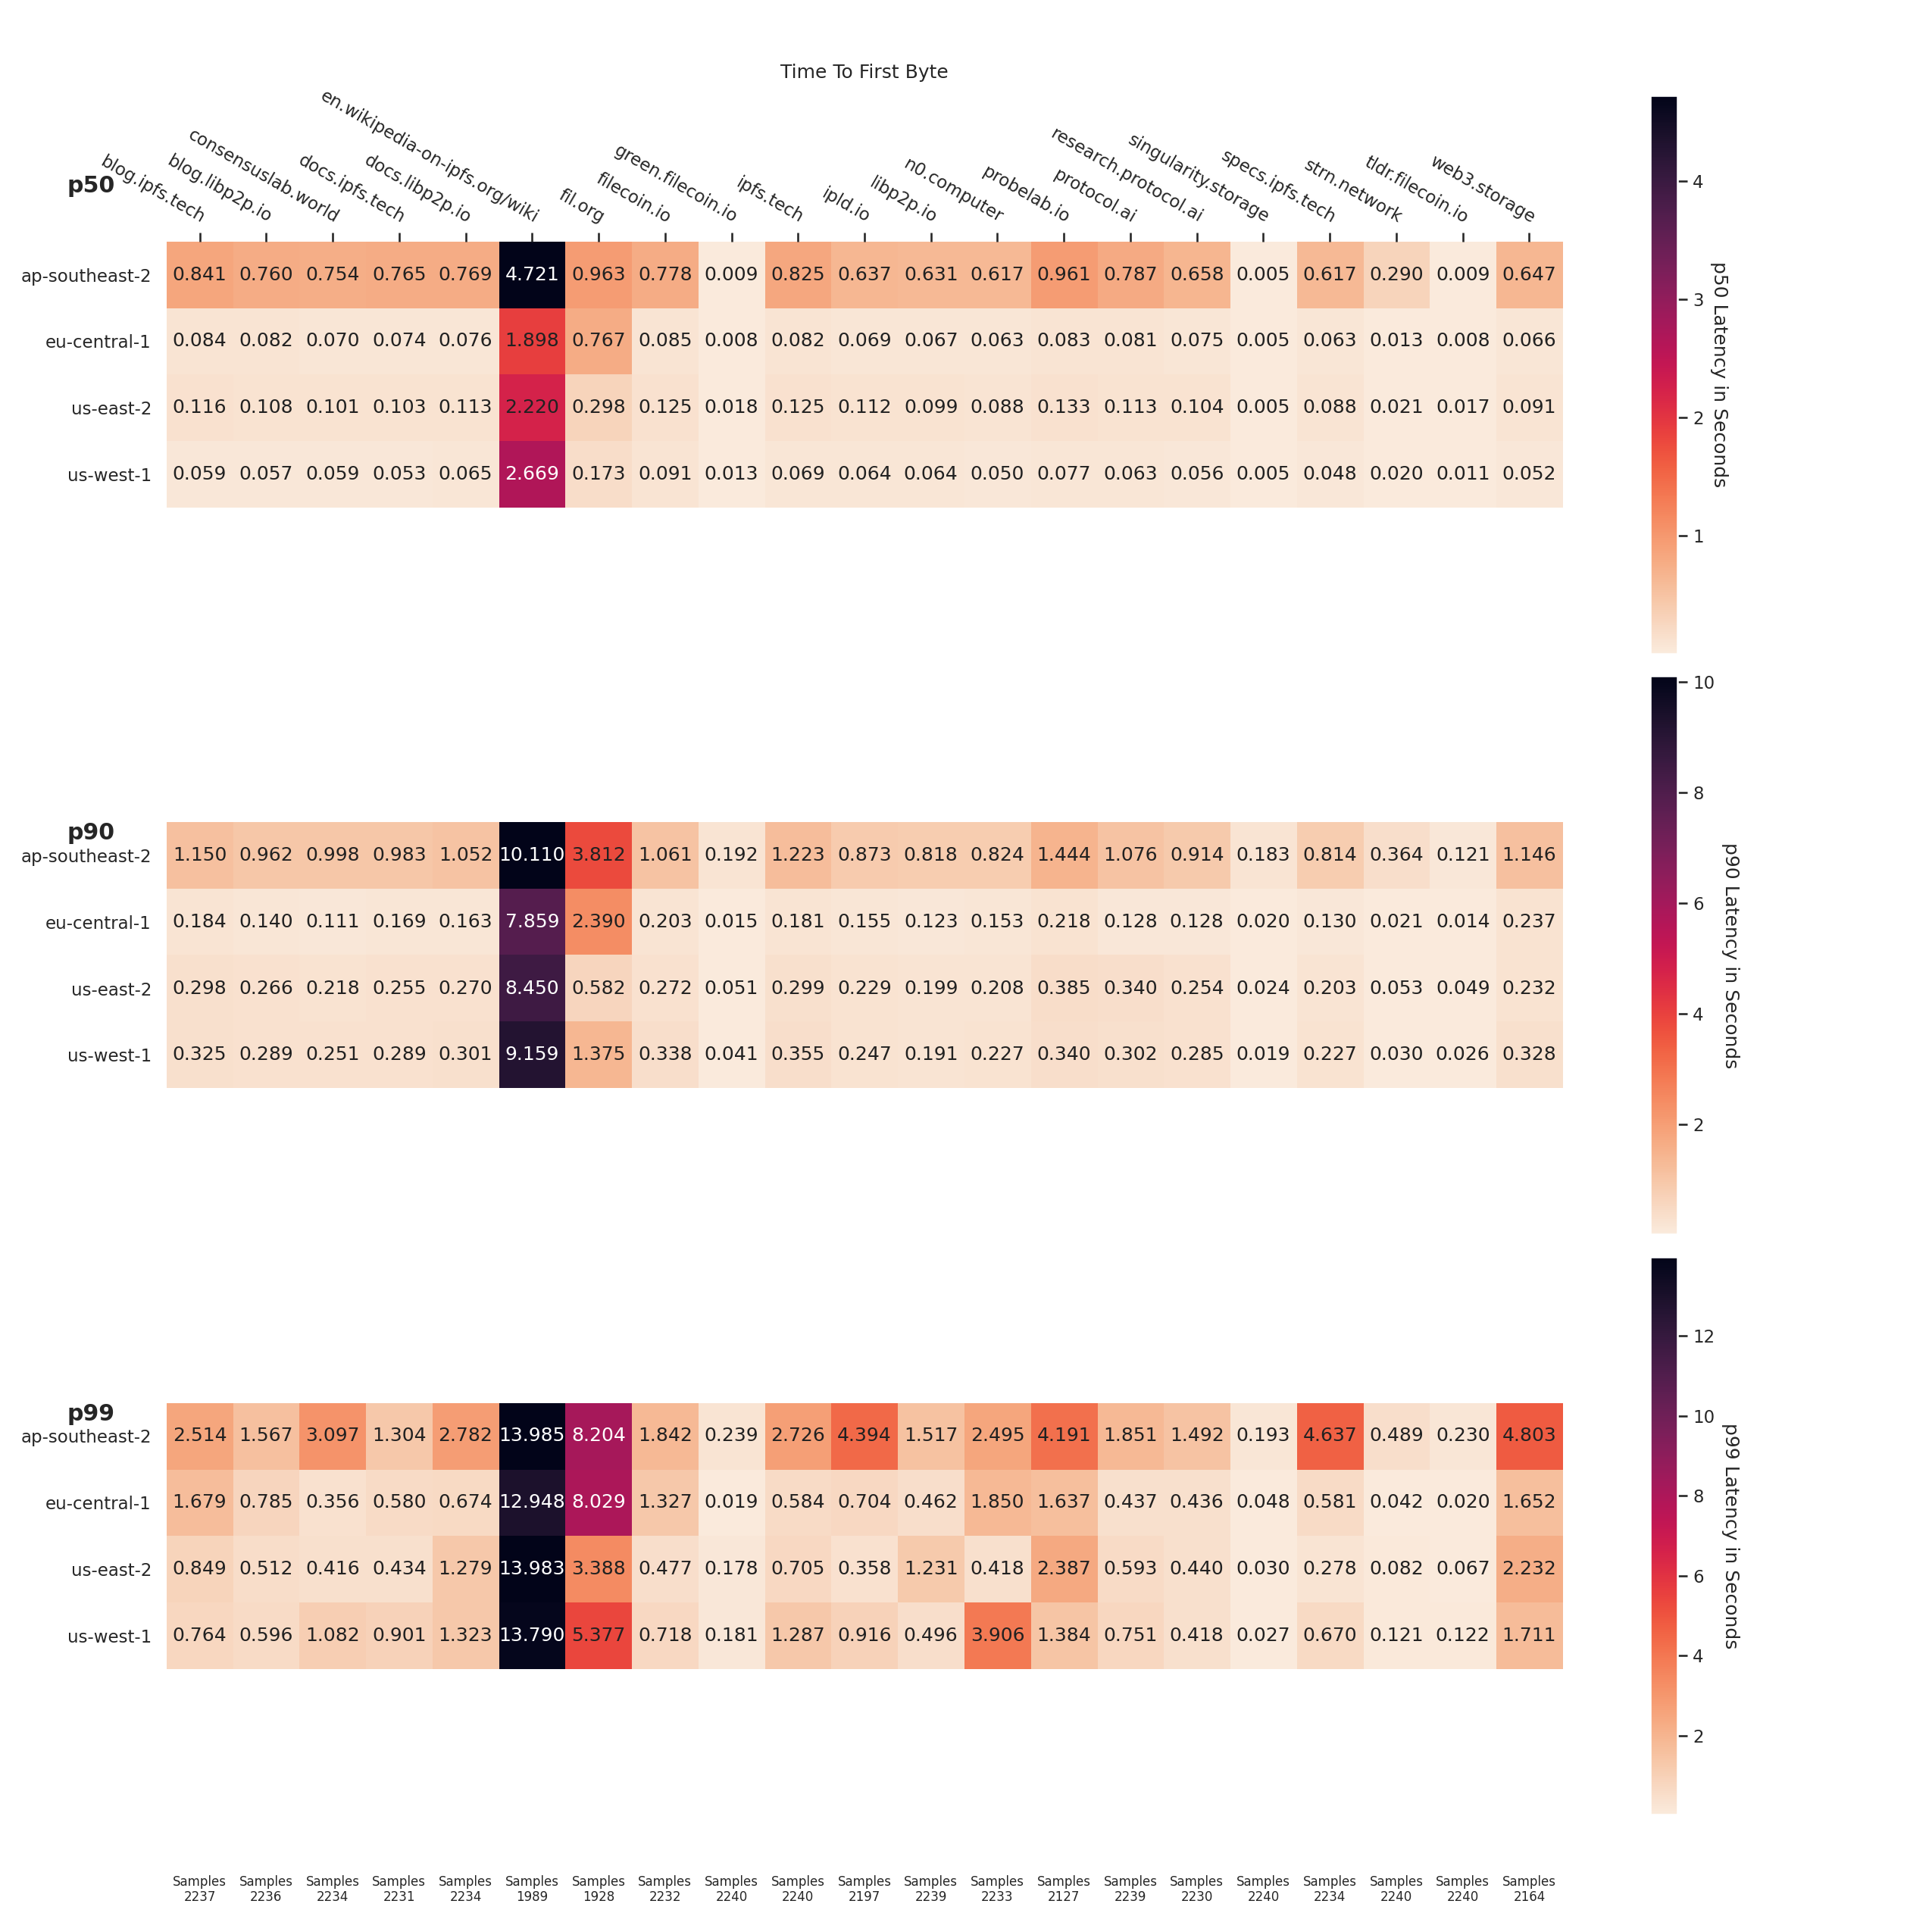 Time To First Byte
p50
blog.ipfs.tech
blog.libp2p.io
consensuslab.world
docs.ipfs.tech
docs.libp2p.io
en.wikipedia-on-ipfs.org/wiki
fil.org
filecoin.io
green.filecoin.io
ipfs.tech
ipld.io
libp2p.io
n0.computer
probelab.io
protocol.ai
research.protocol.ai
singularity.storage
specs.ipfs.tech
strn.network
tldr.filecoin.io
web3.storage
ap-southeast-2 0.841 0.760 0.754 0.765 0.769 4.721 0.963 0.778 0.009 0.825 0.637 0.631 0.617 0.961 0.787 0.658 0.005 0.617 0.290 0.009 0.647
eu-central-1 0.084 0.082 0.070 0.074 0.076 1.898 0.767 0.085 0.008 0.082 0.069 0.067 0.063 0.083 0.081 0.075 0.005 0.063 0.013 0.008 0.066
us-east-2 0.116 0.108 0.101 0.103 0.113 2.220 0.298 0.125 0.018 0.125 0.112 0.099 0.088 0.133 0.113 0.104 0.005 0.088 0.021 0.017 0.091
us-west-1 0.059 0.057 0.059 0.053 0.065 2.669 0.173 0.091 0.013 0.069 0.064 0.064 0.050 0.077 0.063 0.056 0.005 0.048 0.020 0.011 0.052
4
3
2
1
p50 Latency in Seconds
p90
ap-southeast-2 1.150 0.962 0.998 0.983 1.052 10.110 3.812 1.061 0.192 1.223 0.873 0.818 0.824 1.444 1.076 0.914 0.183 0.814 0.364 0.121 1.146
eu-central-1 0.184 0.140 0.111 0.169 0.163 7.859 2.390 0.203 0.015 0.181 0.155 0.123 0.153 0.218 0.128 0.128 0.020 0.130 0.021 0.014 0.237
us-east-2 0.298 0.266 0.218 0.255 0.270 8.450 0.582 0.272 0.051 0.299 0.229 0.199 0.208 0.385 0.340 0.254 0.024 0.203 0.053 0.049 0.232
us-west-1 0.325 0.289 0.251 0.289 0.301 9.159 1.375 0.338 0.041 0.355 0.247 0.191 0.227 0.340 0.302 0.285 0.019 0.227 0.030 0.026 0.328
10
8
6
4
2
p90 Latency in Seconds
p99
ap-southeast-2 2.514 1.567 3.097 1.304 2.782 13.985 8.204 1.842 0.239 2.726 4.394 1.517 2.495 4.191 1.851 1.492 0.193 4.637 0.489 0.230 4.803
eu-central-1 1.679 0.785 0.356 0.580 0.674 12.948 8.029 1.327 0.019 0.584 0.704 0.462 1.850 1.637 0.437 0.436 0.048 0.581 0.042 0.020 1.652
us-east-2 0.849 0.512 0.416 0.434 1.279 13.983 3.388 0.477 0.178 0.705 0.358 1.231 0.418 2.387 0.593 0.440 0.030 0.278 0.082 0.067 2.232
us-west-1 0.764 0.596 1.082 0.901 1.323 13.790 5.377 0.718 0.181 1.287 0.916 0.496 3.906 1.384 0.751 0.418 0.027 0.670 0.121 0.122 1.711
12
10
8
6
4
2
p99 Latency in Seconds
Samples Samples Samples Samples Samples Samples Samples Samples Samples Samples Samples Samples Samples Samples Samples Samples Samples Samples Samples Samples Samples
2237 2236 2234 2231 2234 1989 1928 2232 2240 2240 2197 2239 2233 2127 2239 2230 2240 2234 2240 2240 2164